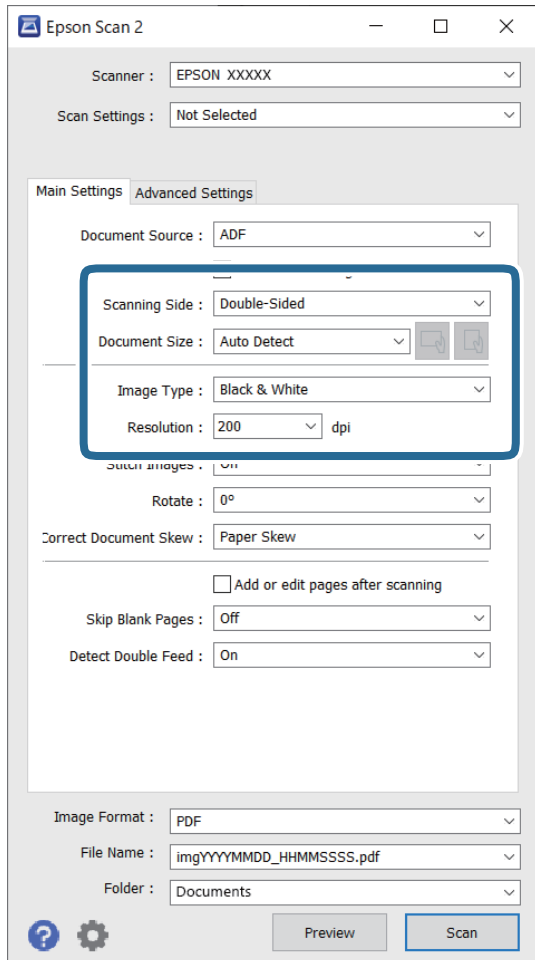 Epson Scan 2
Scanner : EPSON XXXXX
Scan Settings : Not Selected
Main Settings Advanced Settings
Document Source : ADF
Scanning Side : Double-Sided
Document Size : Auto Detect
Image Type : Black & White
Resolution : 200 dpi
Stitch Images : Off
Rotate : 0°
Correct Document Skew : Paper Skew
Add or edit pages after scanning
Skip Blank Pages : Off
Detect Double Feed : On
Image Format : PDF
File Name : imgYYYYMMDD_HHMMSSSS.pdf
Folder : Documents
? Preview Scan